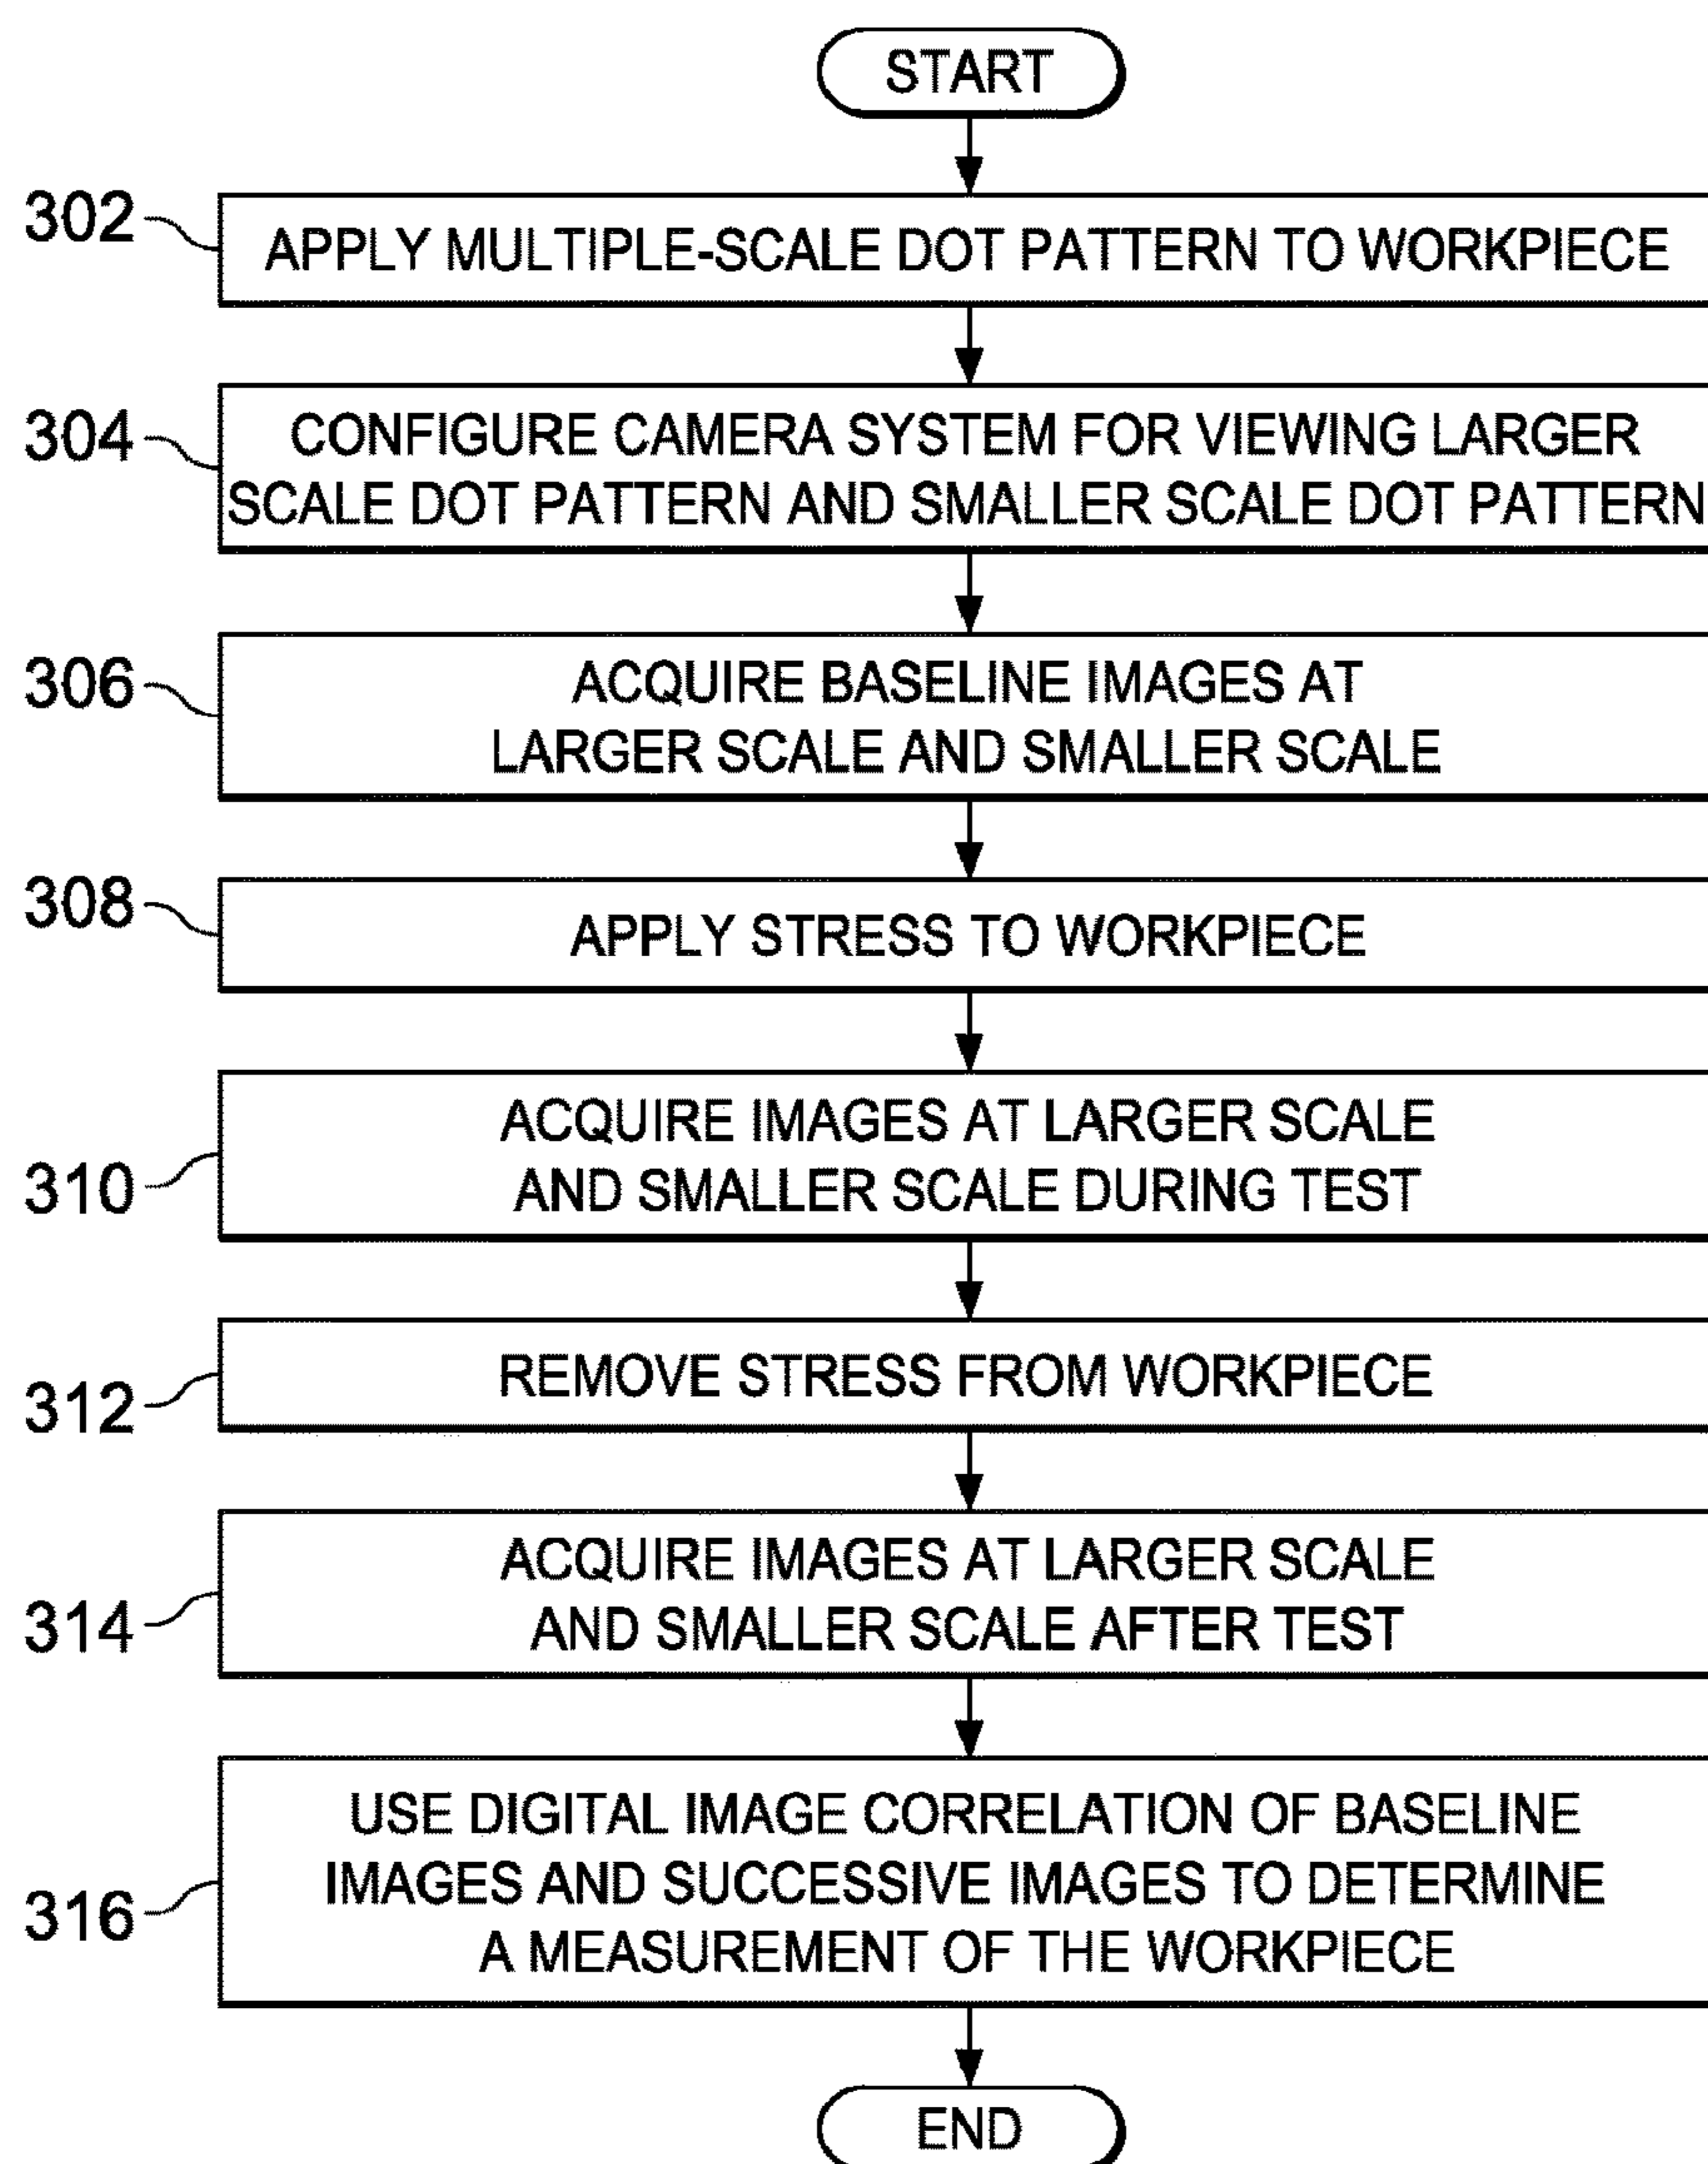 START
302
APPLY MULTIPLE-SCALE DOT PATTERN TO WORKPIECE
304
CONFIGURE CAMERA SYSTEM FOR VIEWING LARGER
SCALE DOT PATTERN AND SMALLER SCALE DOT PATTERN
306
ACQUIRE BASELINE IMAGES AT
LARGER SCALE AND SMALLER SCALE
308
APPLY STRESS TO WORKPIECE
310
ACQUIRE IMAGES AT LARGER SCALE
AND SMALLER SCALE DURING TEST
312
REMOVE STRESS FROM WORKPIECE
314
ACQUIRE IMAGES AT LARGER SCALE
AND SMALLER SCALE AFTER TEST
316
USE DIGITAL IMAGE CORRELATION OF BASELINE
IMAGES AND SUCCESSIVE IMAGES TO DETERMINE
A MEASUREMENT OF THE WORKPIECE
END